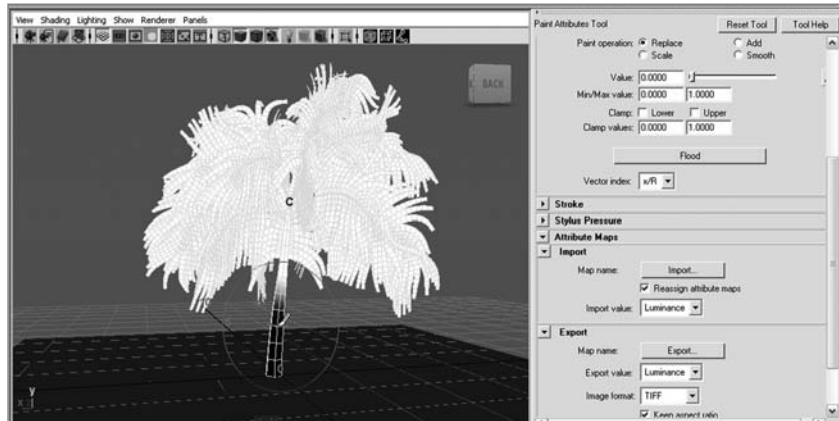 View Shading Lighting Show Renderer Panels
BACK
C
y
x
Paint Attributes Tool
Reset Tool
Tool Help
Paint operation: Replace Add
Scale Smooth
Value: 0.0000
Min/Max value: 0.0000 1.0000
Clamp: Lower Upper
Clamp values: 0.0000 1.0000
Flood
Vector index: x/R
Stroke
Stylus Pressure
Attribute Maps
Import
Map name: Import...
Reassign attribute maps
Import value: Luminance
Export
Map name: Export...
Export value: Luminance
Image format: TIFF
Keep aspect ratio